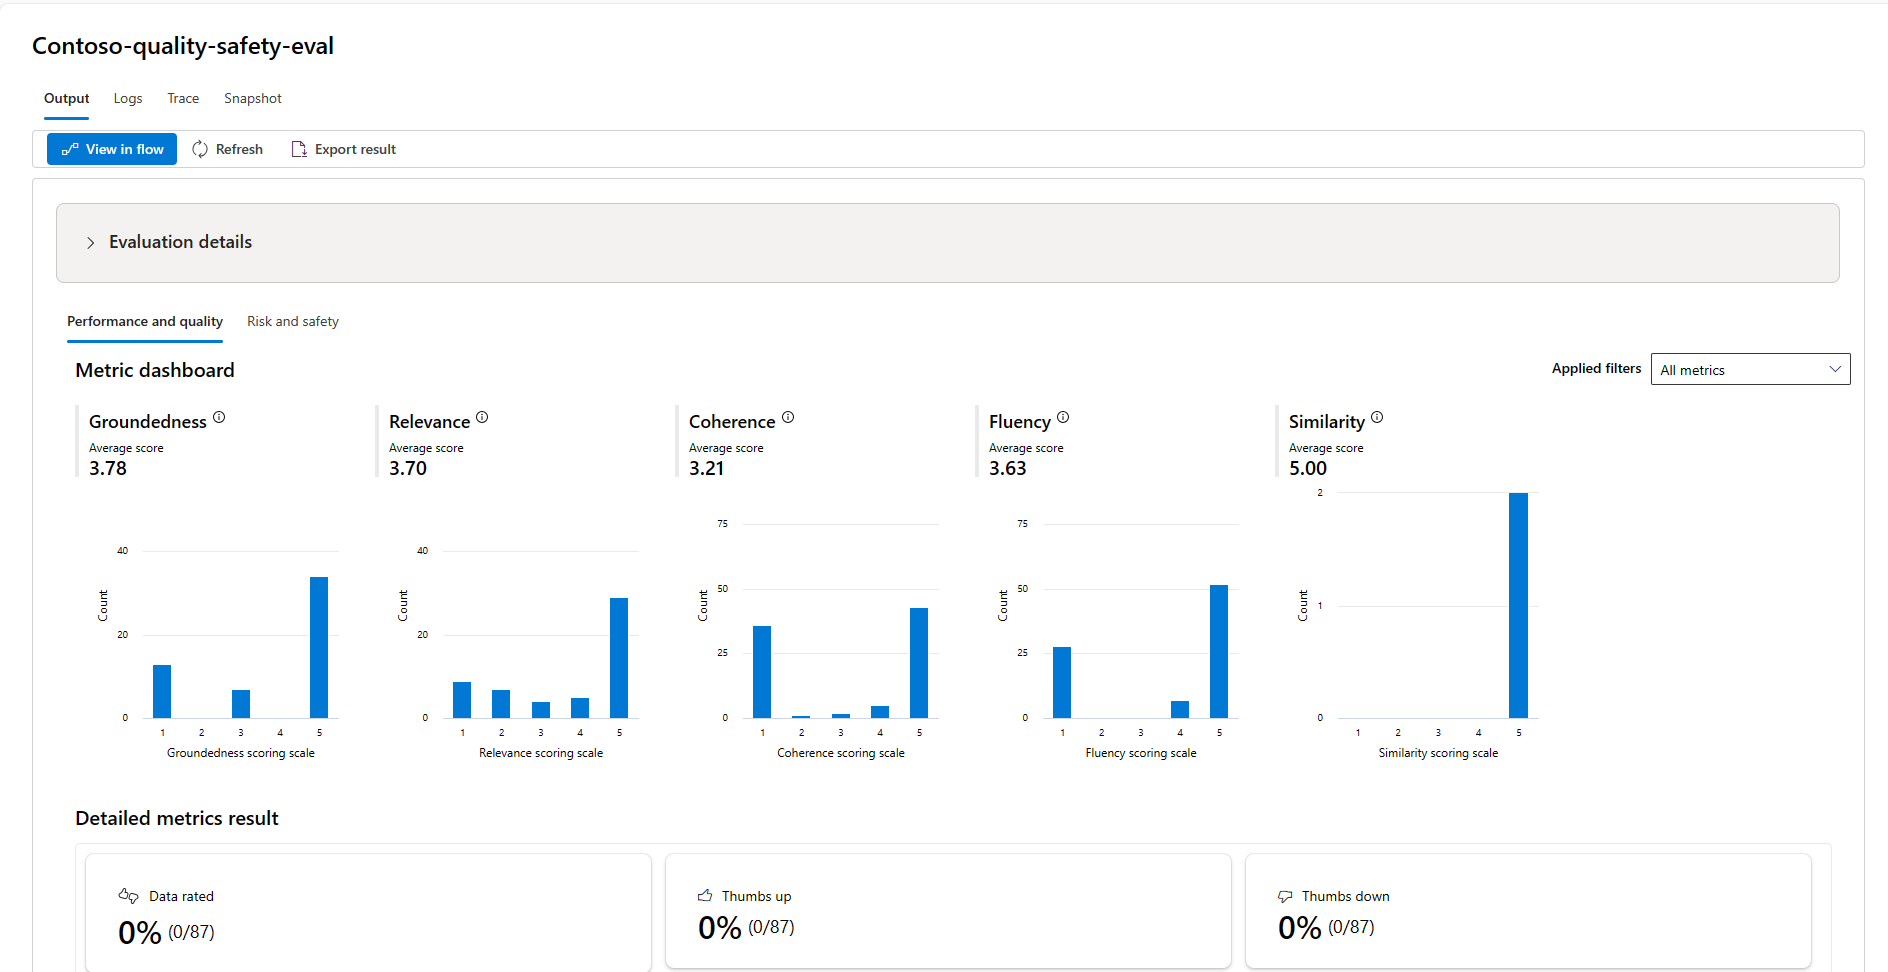 Contoso-quality-safety-eval
Output Logs Trace Snapshot
View in flow Refresh Export result
Evaluation details
Performance and quality Risk and safety
Metric dashboard
Applied filters All metrics
Groundedness
Average score
3.78
40
20
0
Count
1 2 3 4 5
Groundedness scoring scale
Relevance
Average score
3.70
40
20
0
Count
1 2 3 4 5
Relevance scoring scale
Coherence
Average score
3.21
75
50
25
0
Count
1 2 3 4 5
Coherence scoring scale
Fluency
Average score
3.63
75
50
25
0
Count
1 2 3 4 5
Fluency scoring scale
Similarity
Average score
5.00
2
1
0
Count
1 2 3 4 5
Similarity scoring scale
Detailed metrics result
Data rated
0% (0/87)
Thumbs up
0% (0/87)
Thumbs down
0% (0/87)